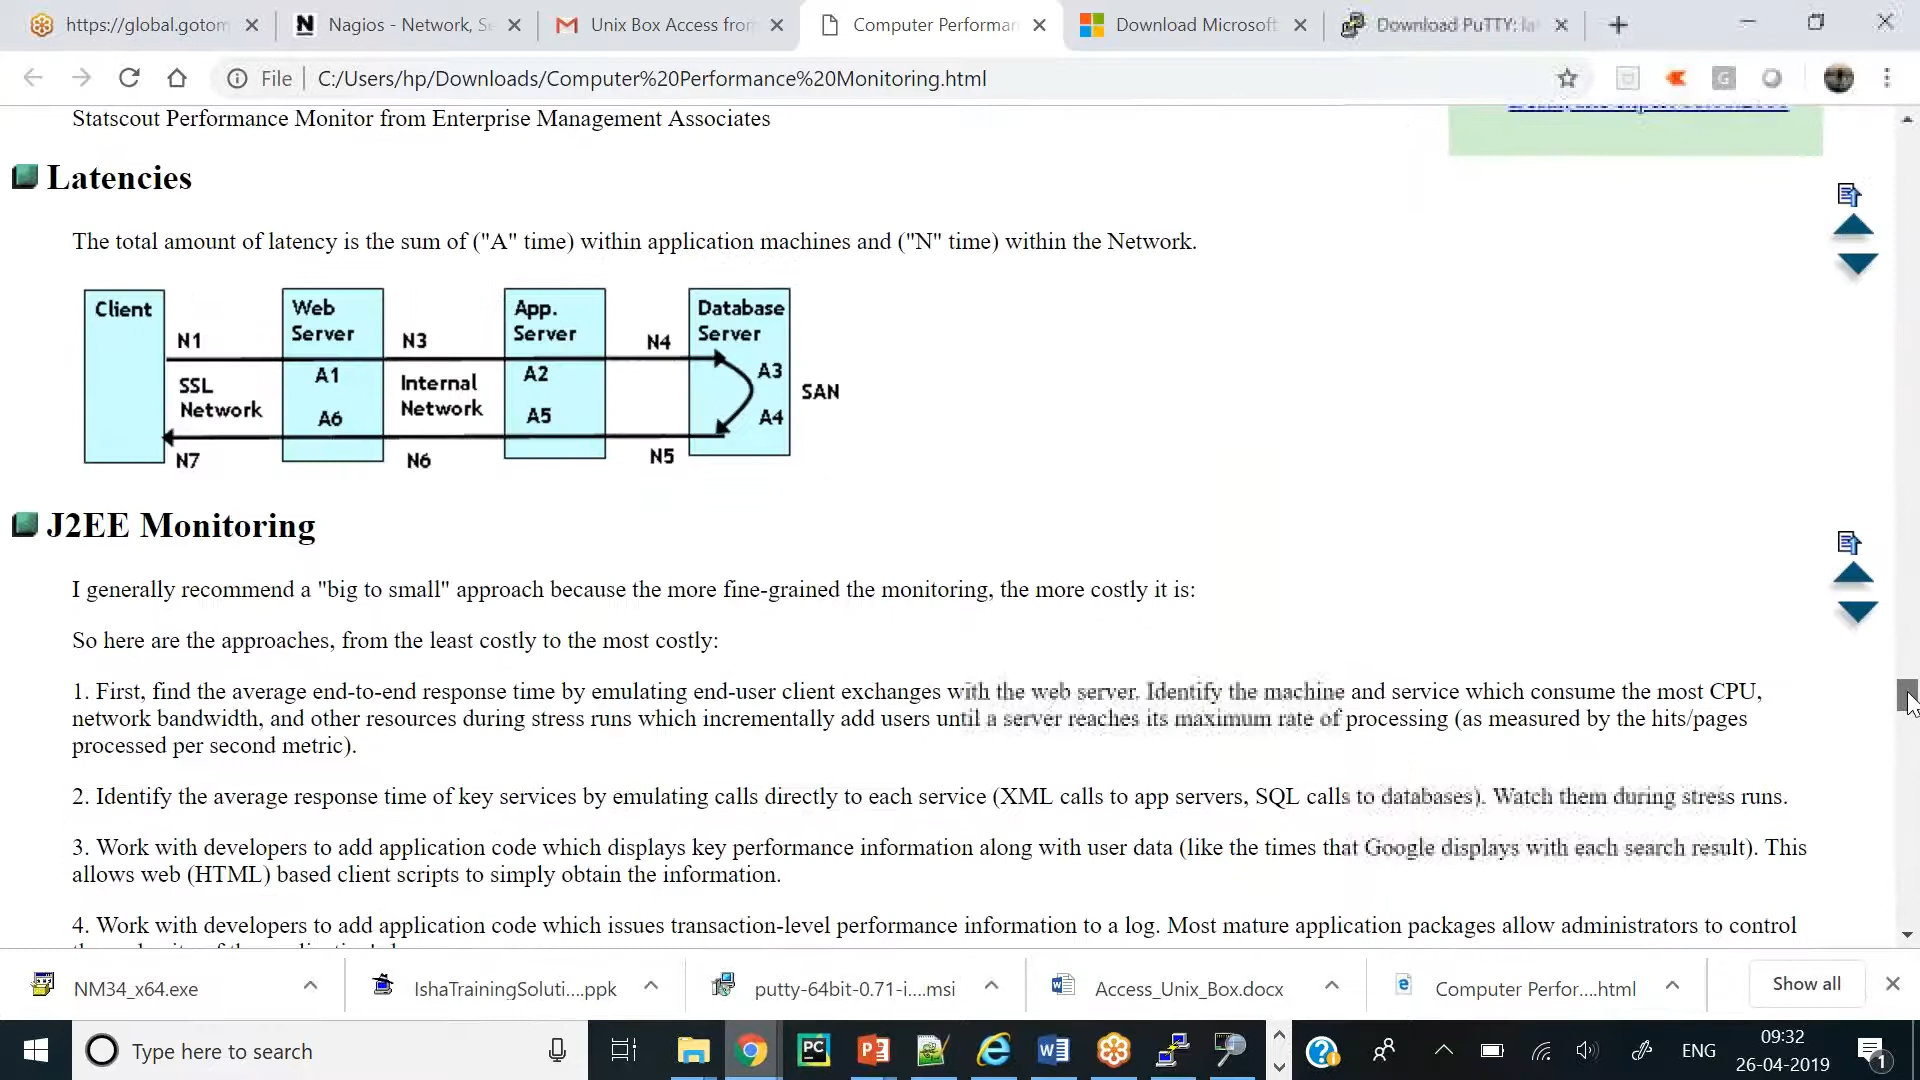 https://global.gotom
Nagios - Network, Se
Unix Box Access from
Computer Performan
Download Microsoft
Download PuTTY: la
File
C:/Users/hp/Downloads/Computer%20Performance%20Monitoring.html
Statscout Performance Monitor from Enterprise Management Associates
Latencies
The total amount of latency is the sum of ("A" time) within application machines and ("N" time) within the Network.
Client
Web
Server
App.
Server
Database
Server
N1
N3
N4
A1
A2
A3
SSL
Network
Internal
Network
SAN
A6
A5
A4
N7
N6
N5
J2EE Monitoring
I generally recommend a "big to small" approach because the more fine-grained the monitoring, the more costly it is:
So here are the approaches, from the least costly to the most costly:
1. First, find the average end-to-end response time by emulating end-user client exchanges with the web server. Identify the machine and service which consume the most CPU,
network bandwidth, and other resources during stress runs which incrementally add users until a server reaches its maximum rate of processing (as measured by the hits/pages
processed per second metric).
2. Identify the average response time of key services by emulating calls directly to each service (XML calls to app servers, SQL calls to databases). Watch them during stress runs.
3. Work with developers to add application code which displays key performance information along with user data (like the times that Google displays with each search result). This
allows web (HTML) based client scripts to simply obtain the information.
4. Work with developers to add application code which issues transaction-level performance information to a log. Most mature application packages allow administrators to control
NM34_x64.exe
IshaTrainingSoluti....ppk
putty-64bit-0.71-i....msi
Access_Unix_Box.docx
Computer Perfor....html
Show all
Type here to search
ENG
09:32
26-04-2019
1